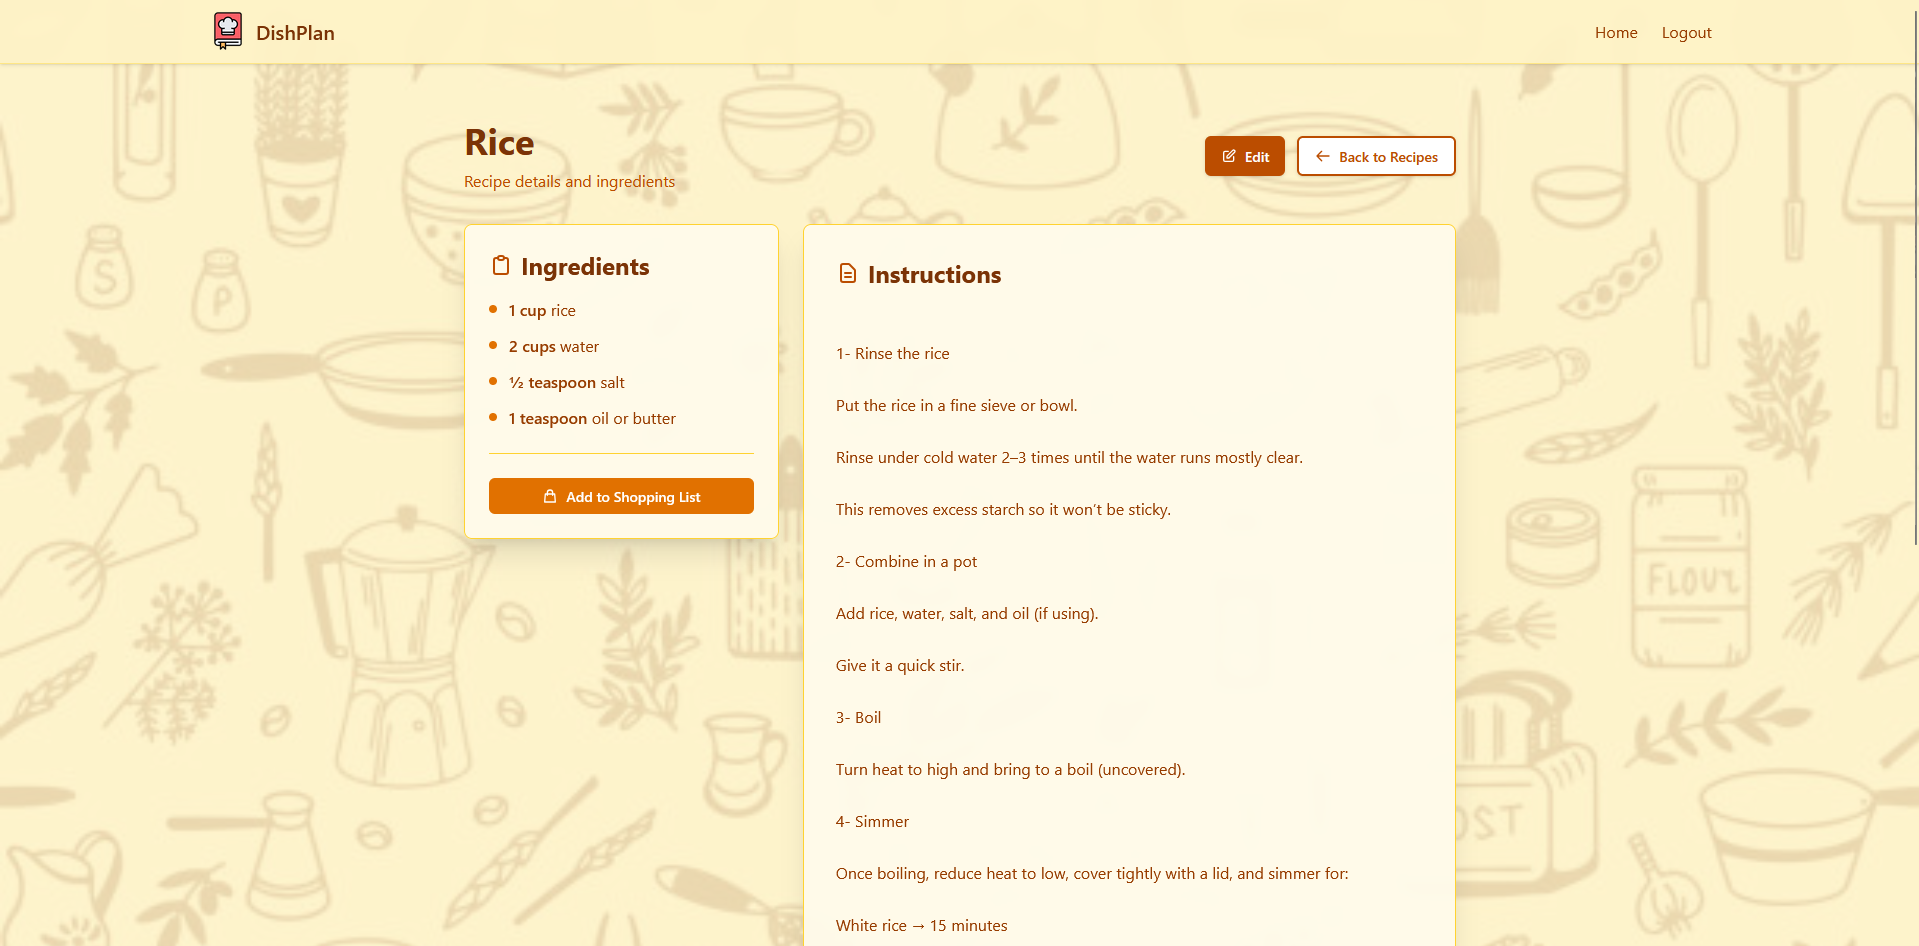 DishPlan
Home
Logout
Rice
Recipe details and ingredients
Edit
Back to Recipes
Ingredients
1 cup rice
2 cups water
½ teaspoon salt
1 teaspoon oil or butter
Add to Shopping List
Instructions
1- Rinse the rice
Put the rice in a fine sieve or bowl.
Rinse under cold water 2–3 times until the water runs mostly clear.
This removes excess starch so it won’t be sticky.
2- Combine in a pot
Add rice, water, salt, and oil (if using).
Give it a quick stir.
3- Boil
Turn heat to high and bring to a boil (uncovered).
4- Simmer
Once boiling, reduce heat to low, cover tightly with a lid, and simmer for:
White rice → 15 minutes
S
P
FLOUR
OST